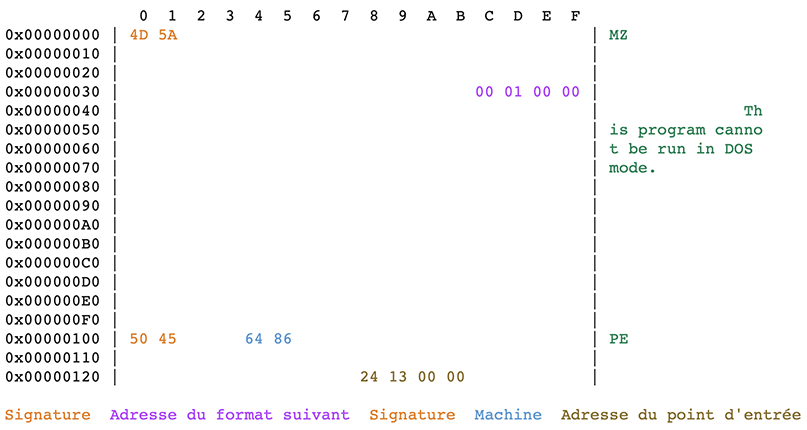 0 1 2 3 4 5 6 7 8 9 A B C D E F
0x00000000 | 4D 5A | MZ
0x00000010 | |
0x00000020 | |
0x00000030 | 00 01 00 00 |
0x00000040 | | Th
0x00000050 | | is program canno
0x00000060 | | t be run in DOS
0x00000070 | | mode.
0x00000080 | |
0x00000090 | |
0x000000A0 | |
0x000000B0 | |
0x000000C0 | |
0x000000D0 | |
0x000000E0 | |
0x000000F0 | |
0x00000100 | 50 45 64 86 | PE
0x00000110 | |
0x00000120 | 24 13 00 00 |
Signature Adresse du format suivant Signature Machine Adresse du point d'entrée